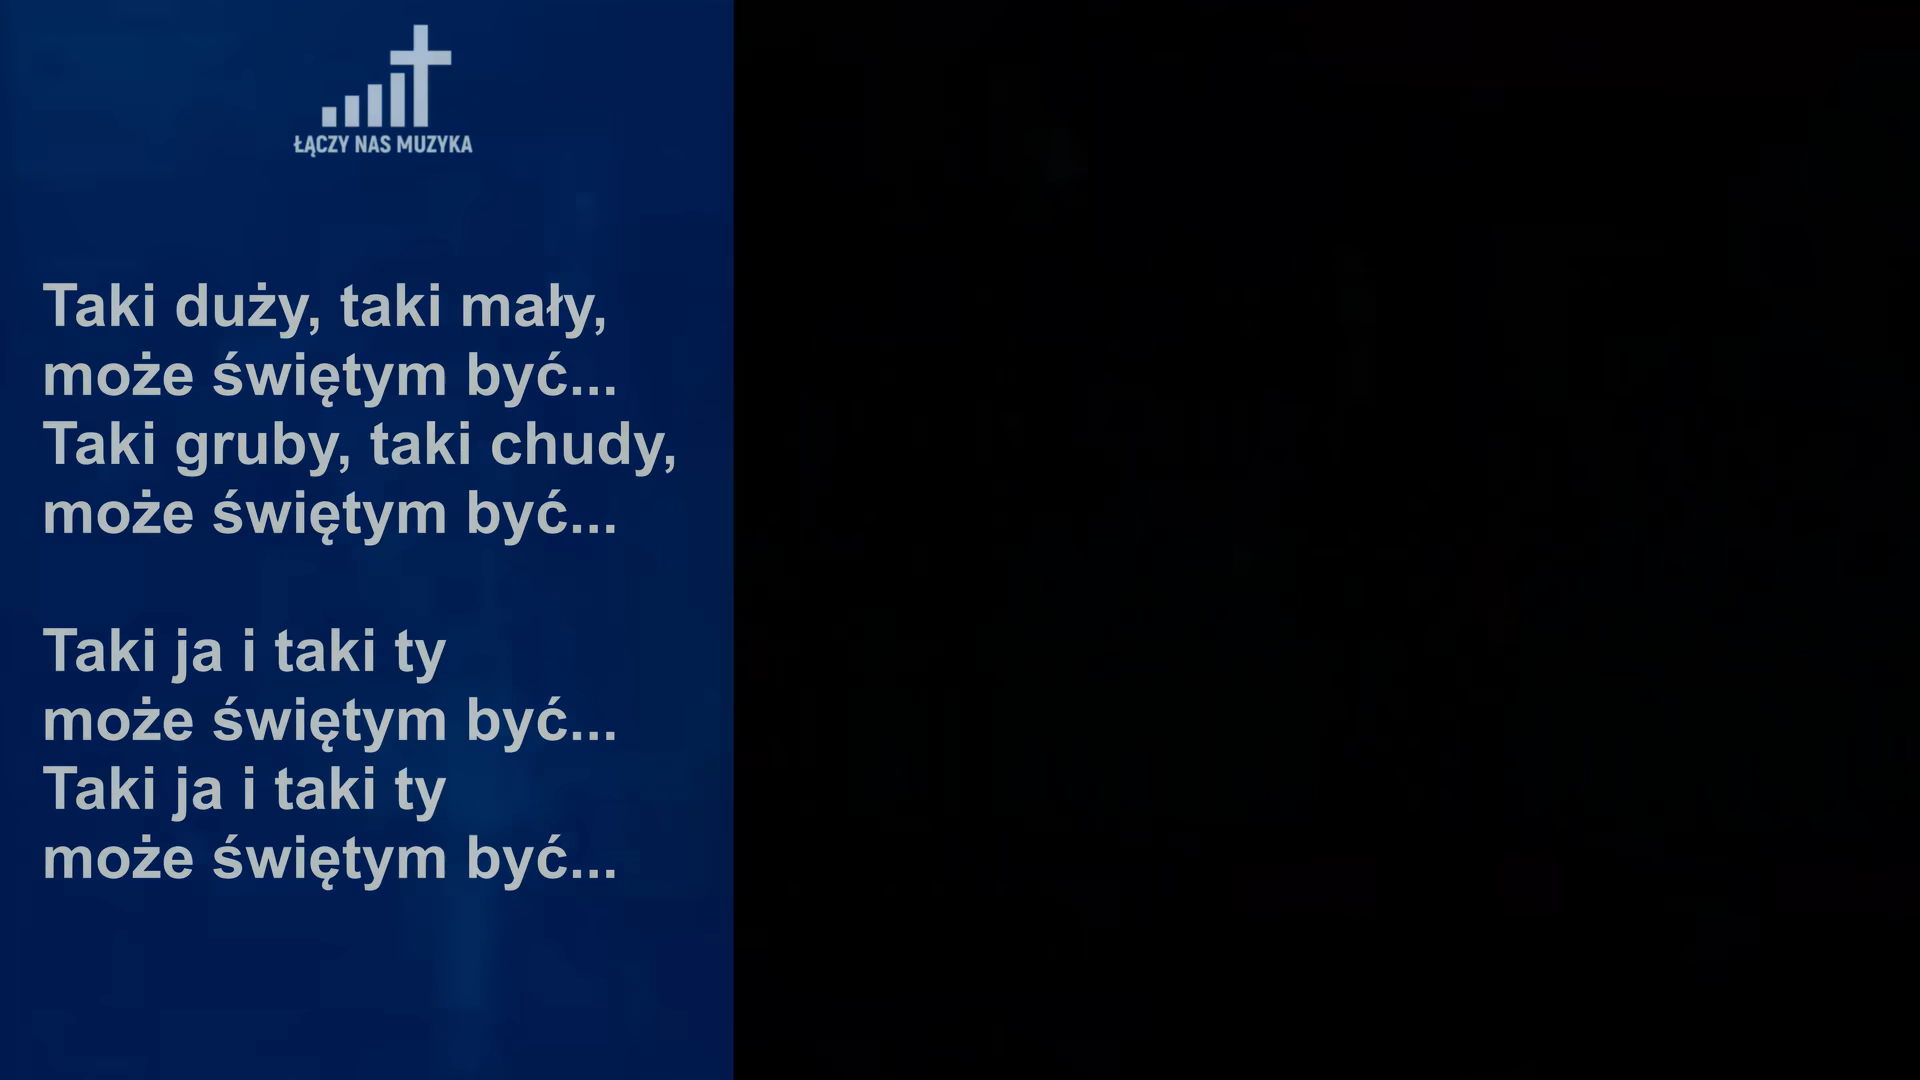 ŁĄCZY NAS MUZYKA
Taki duży, taki mały,
może świętym być...
Taki gruby, taki chudy,
może świętym być...
Taki ja i taki ty
może świętym być...
Taki ja i taki ty
może świętym być...